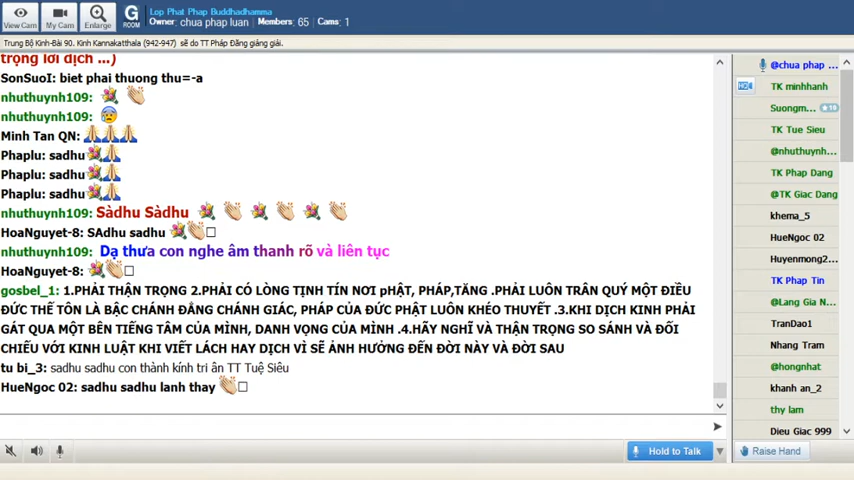 View Cam
My Cam
Enlarge
G
ROOM
Lop Phat Phap Buddhadhamma
Owner: chua phap luan / Members: 65 / Cams: 1
Trung Bộ Kinh-Bài 90. Kinh Kannakatthala (942-947) sẽ do TT Pháp Đăng giảng giải.
trọng lời dịch ...)
SonSuoI: biet phai thuong thu=-a
nhuthuynh109:
nhuthuynh109:
Minh Tan QN:
Phaplu: sadhu
Phaplu: sadhu
Phaplu: sadhu
nhuthuynh109: Sàdhu Sàdhu
HoaNguyet-8: SAdhu sadhu
nhuthuynh109: Dạ thưa con nghe âm thanh rõ và liên tục
HoaNguyet-8:
gosbel_1: 1.PHẢI THẬN TRỌNG 2.PHẢI CÓ LÒNG TỊNH TÍN NƠI pHẬT, PHÁP,TĂNG .PHẢI LUÔN TRÂN QUÝ MỘT ĐIỀU
ĐỨC THẾ TÔN LÀ BẬC CHÁNH ĐẲNG CHÁNH GIÁC, PHÁP CỦA ĐỨC PHẬT LUÔN KHÉO THUYẾT .3.KHI DỊCH KINH PHẢI
GÁT QUA MỘT BÊN TIẾNG TÂM CỦA MÌNH, DANH VỌNG CỦA MÌNH .4.HÃY NGHĨ VÀ THẬN TRỌNG SO SÁNH VÀ ĐỐI
CHIẾU VỚI KINH LUẬT KHI VIẾT LÁCH HAY DỊCH VÌ SẼ ẢNH HƯỞNG ĐẾN ĐỜI NÀY VÀ ĐỜI SAU
tu bi_3: sadhu sadhu con thành kính tri ân TT Tuệ Siêu
HueNgoc 02: sadhu sadhu lanh thay
@chua phap ...
HQ
TK minhhanh
Suongm... 18
TK Tue Sieu
@nhuthuynh...
TK Phap Dang
@TK Giac Dang
khema_5
HueNgoc 02
Huyenmong2...
TK Phap Tin
@Lang Gia N...
TranDao1
Nhang Tram
@hongnhat
khanh an_2
thy lam
Dieu Giac 999
Hold to Talk
Raise Hand